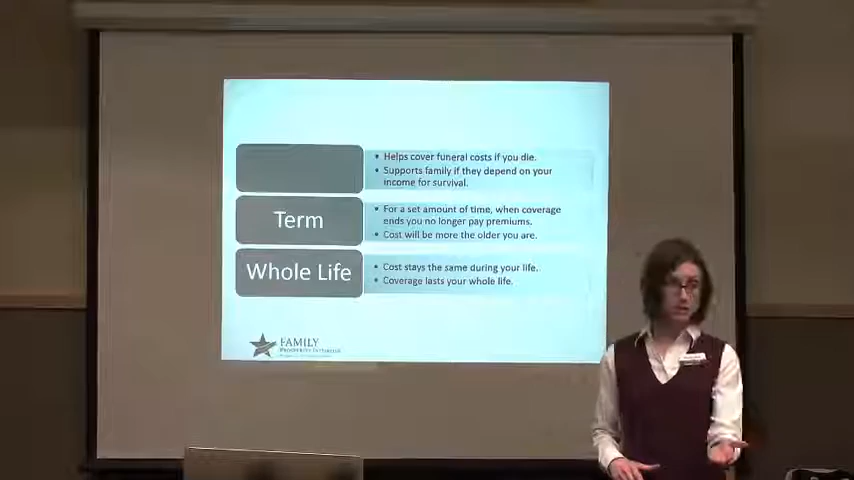 • Helps cover funeral costs if you die.
• Supports family if they depend on your
income for survival.
Term
• For a set amount of time, when coverage
ends you no longer pay premiums.
• Cost will be more the older you are.
Whole Life
• Cost stays the same during your life.
• Coverage lasts your whole life.
FAMILY